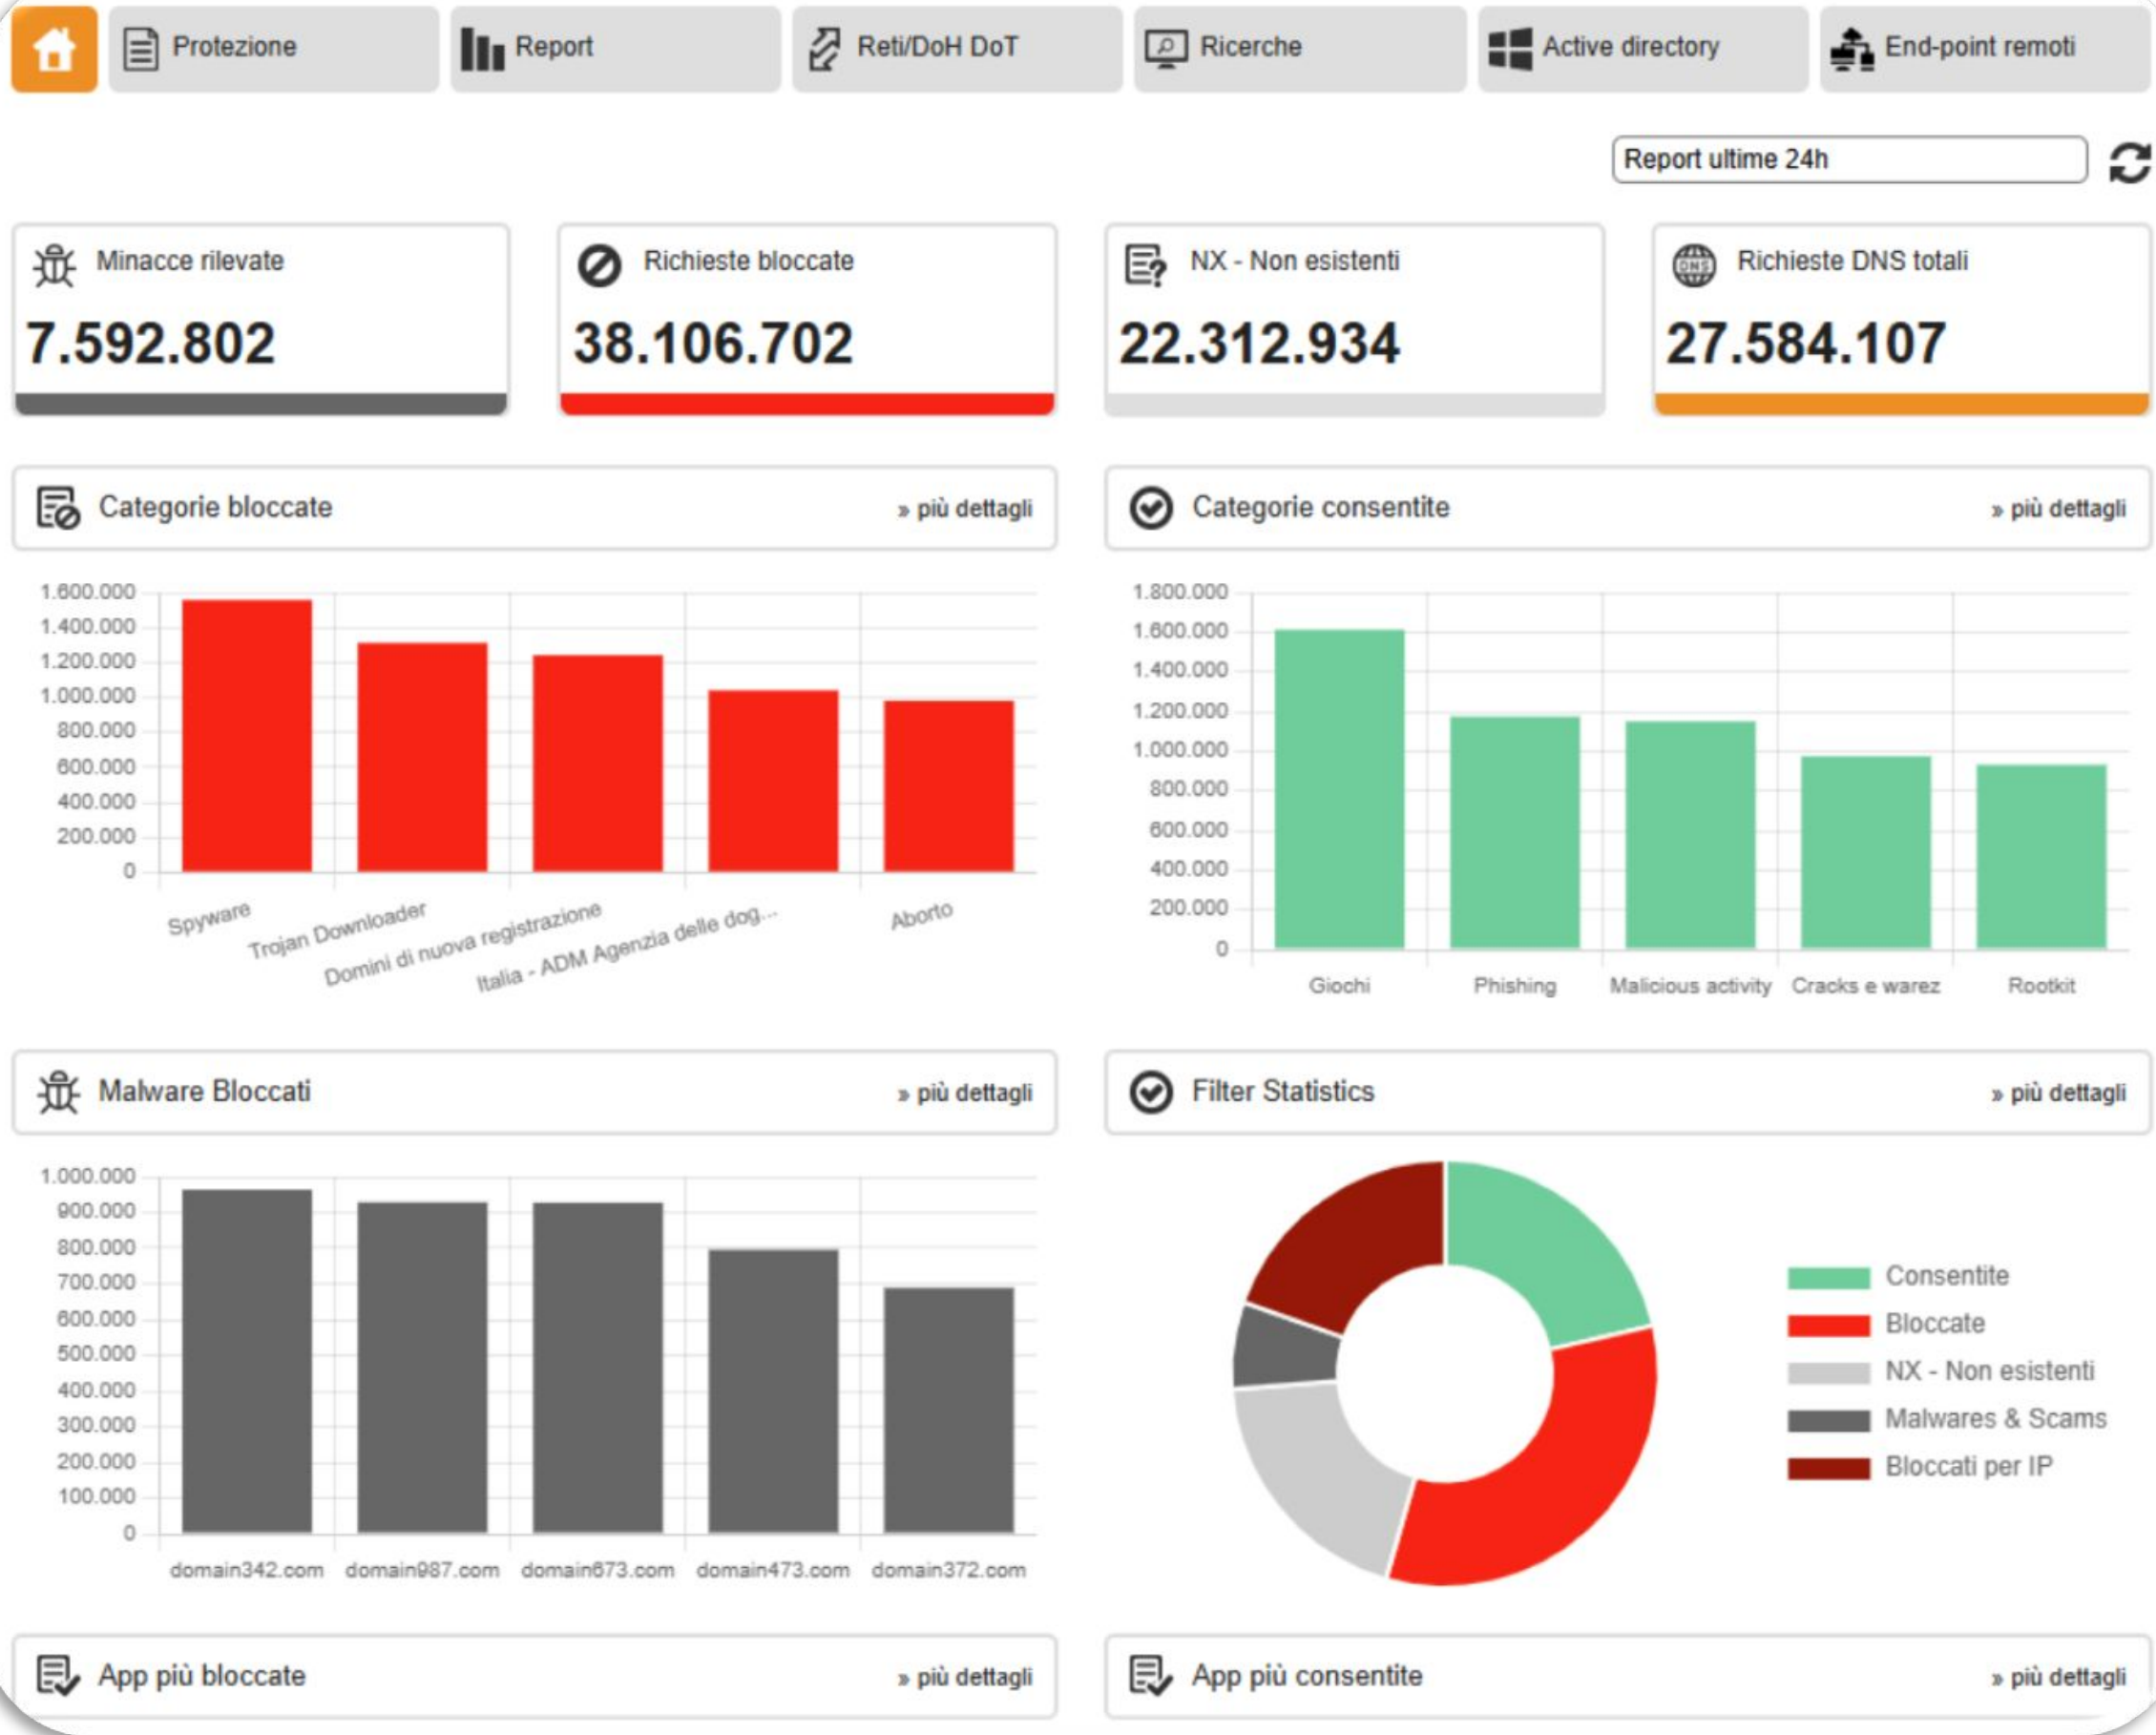 Protezione
Report
Reti/DoH DoT
Ricerche
Active directory
End-point remoti
Report ultime 24h
Minacce rilevate
7.592.802
Richieste bloccate
38.106.702
NX - Non esistenti
22.312.934
DNS
Richieste DNS totali
27.584.107
Categorie bloccate
» più dettagli
Categorie consentite
» più dettagli
1.600.000
1.400.000
1.200.000
1.000.000
800.000
600.000
400.000
200.000
0
Spyware
Trojan Downloader
Domini di nuova registrazione
Italia - ADM Agenzia delle dog...
Aborto
1.800.000
1.600.000
1.400.000
1.200.000
1.000.000
800.000
600.000
400.000
200.000
0
Giochi
Phishing
Malicious activity
Cracks e warez
Rootkit
Malware Bloccati
» più dettagli
Filter Statistics
» più dettagli
1.000.000
900.000
800.000
700.000
600.000
500.000
400.000
300.000
200.000
100.000
0
domain342.com
domain987.com
domain673.com
domain473.com
domain372.com
Consentite
Bloccate
NX - Non esistenti
Malwares & Scams
Bloccati per IP
App più bloccate
» più dettagli
App più consentite
» più dettagli